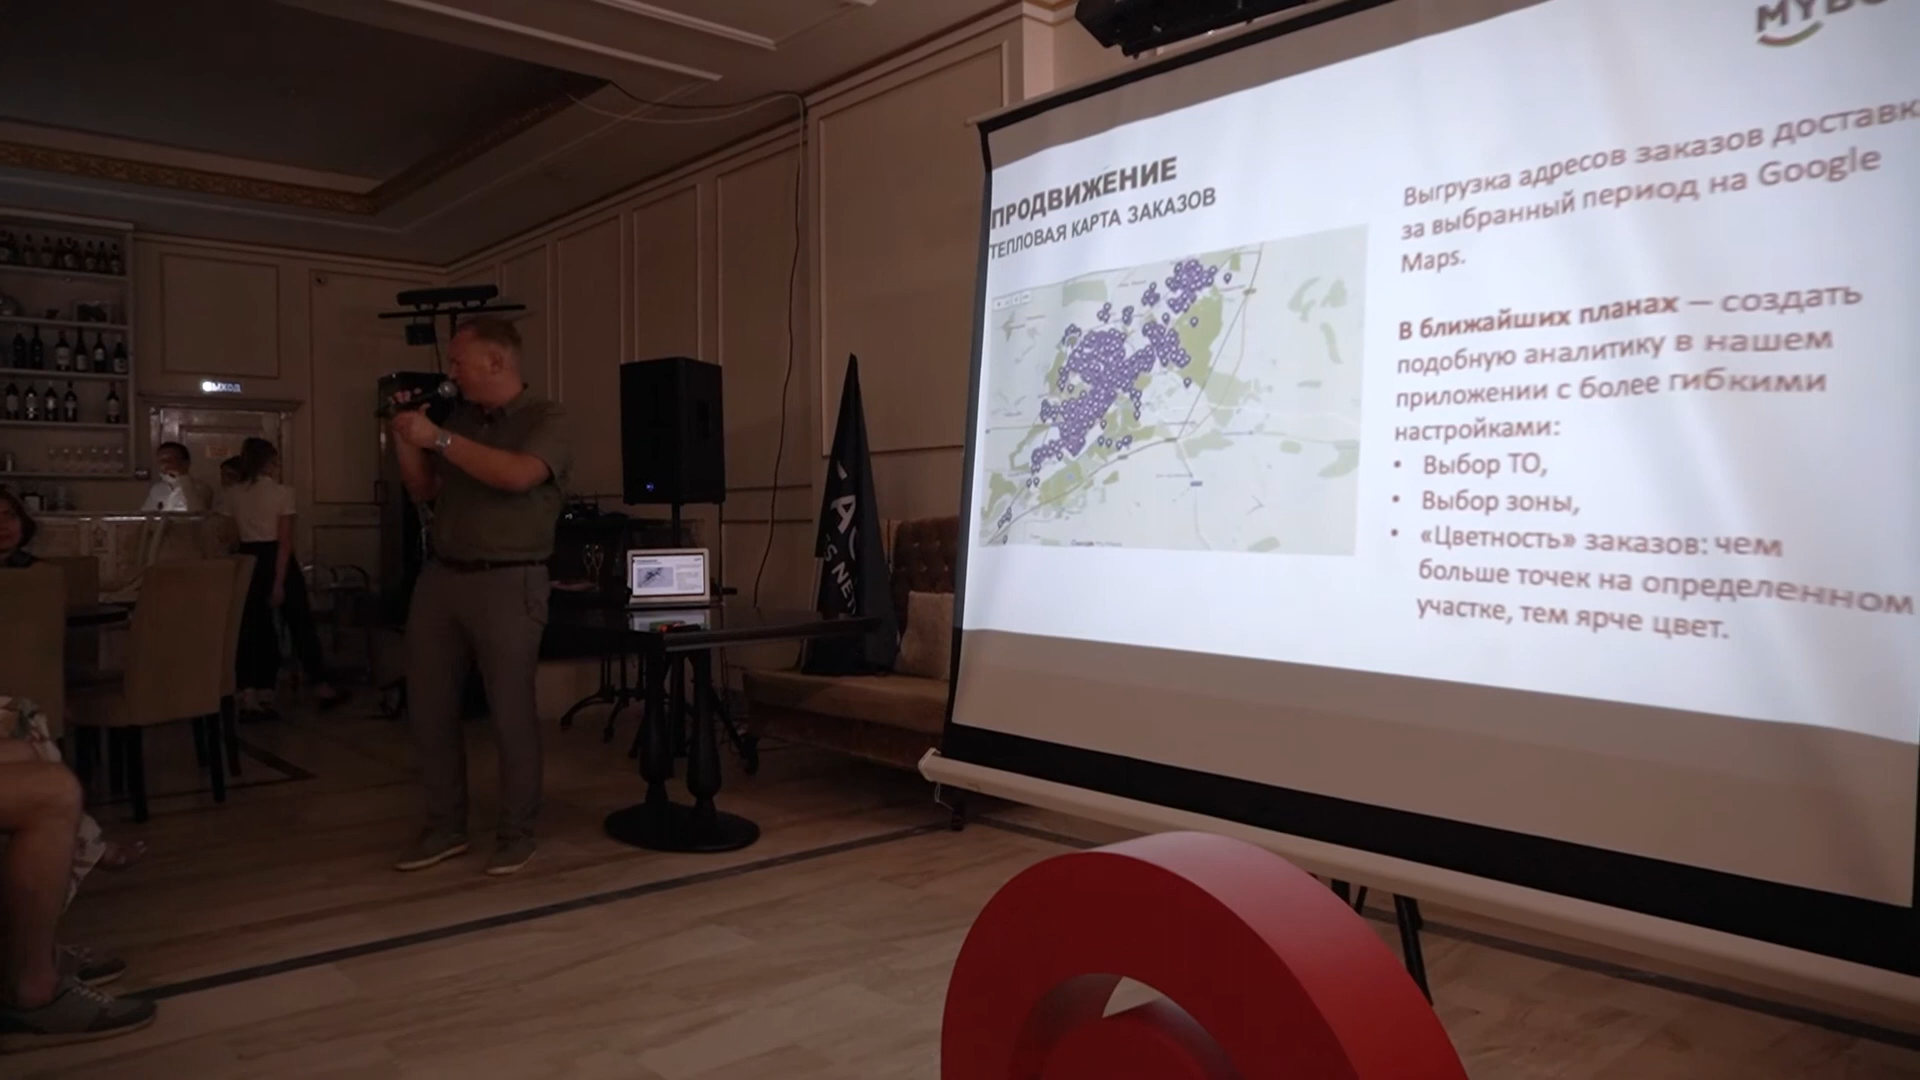 ВЫХОД
ПРОДВИЖЕНИЕ
ТЕПЛОВАЯ КАРТА ЗАКАЗОВ
Выгрузка адресов заказов доставк
за выбранный период на Google
Maps.
В ближайших планах — создать
подобную аналитику в нашем
приложении с более гибкими
настройками:
• Выбор ТО,
• Выбор зоны,
• «Цветность» заказов: чем
больше точек на определенном
участке, тем ярче цвет.